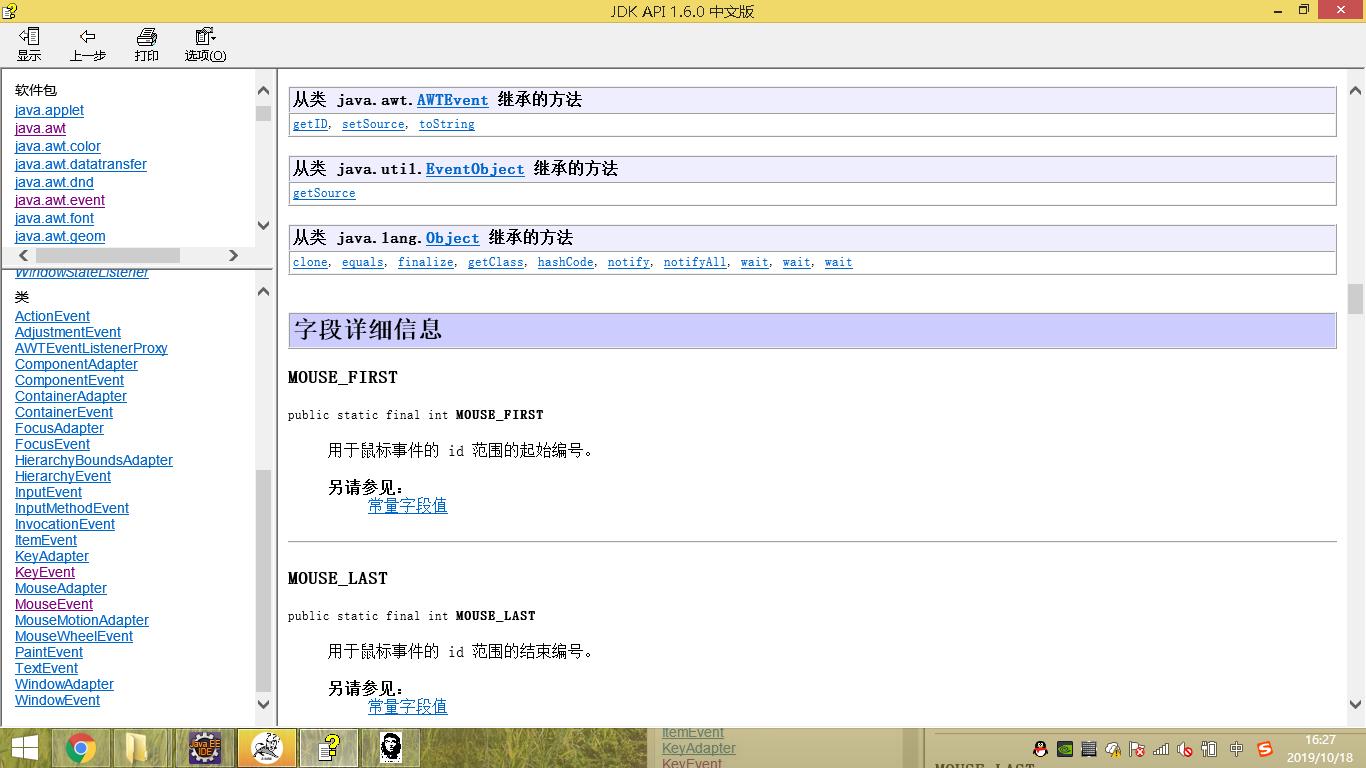 JDK API 1.6.0 中文版
显示 上一步 打印 选项(O)
软件包
java.applet
java.awt
java.awt.color
java.awt.datatransfer
java.awt.dnd
java.awt.event
java.awt.font
java.awt.geom
WindowStateListener
类
ActionEvent
AdjustmentEvent
AWTEventListenerProxy
ComponentAdapter
ComponentEvent
ContainerAdapter
ContainerEvent
FocusAdapter
FocusEvent
HierarchyBoundsAdapter
HierarchyEvent
InputEvent
InputMethodEvent
InvocationEvent
ItemEvent
KeyAdapter
KeyEvent
MouseAdapter
MouseEvent
MouseMotionAdapter
MouseWheelEvent
PaintEvent
TextEvent
WindowAdapter
WindowEvent
从类 java.awt.AWTEvent 继承的方法
getID, setSource, toString
从类 java.util.EventObject 继承的方法
getSource
从类 java.lang.Object 继承的方法
clone, equals, finalize, getClass, hashCode, notify, notifyAll, wait, wait, wait
字段详细信息
MOUSE_FIRST
public static final int MOUSE_FIRST
用于鼠标事件的 id 范围的起始编号。
另请参见：
常量字段值
MOUSE_LAST
public static final int MOUSE_LAST
用于鼠标事件的 id 范围的结束编号。
另请参见：
常量字段值
Java EE
IDE
ItemEvent
KeyAdapter
KeyEvent
MOUSE_LAST
中
16:27
2019/10/18